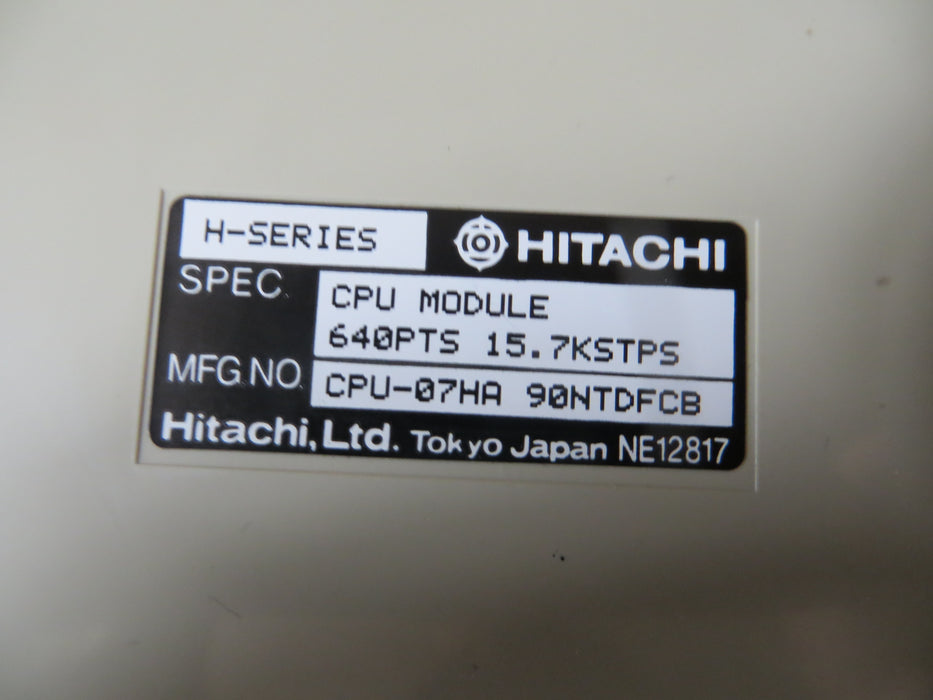 H-SERIES HITACHI
SPEC. CPU MODULE
640PTS 15.7KSTPS
MFG.NO. CPU-07HA 90NTDFCB
Hitachi, Ltd. Tokyo Japan NE12817